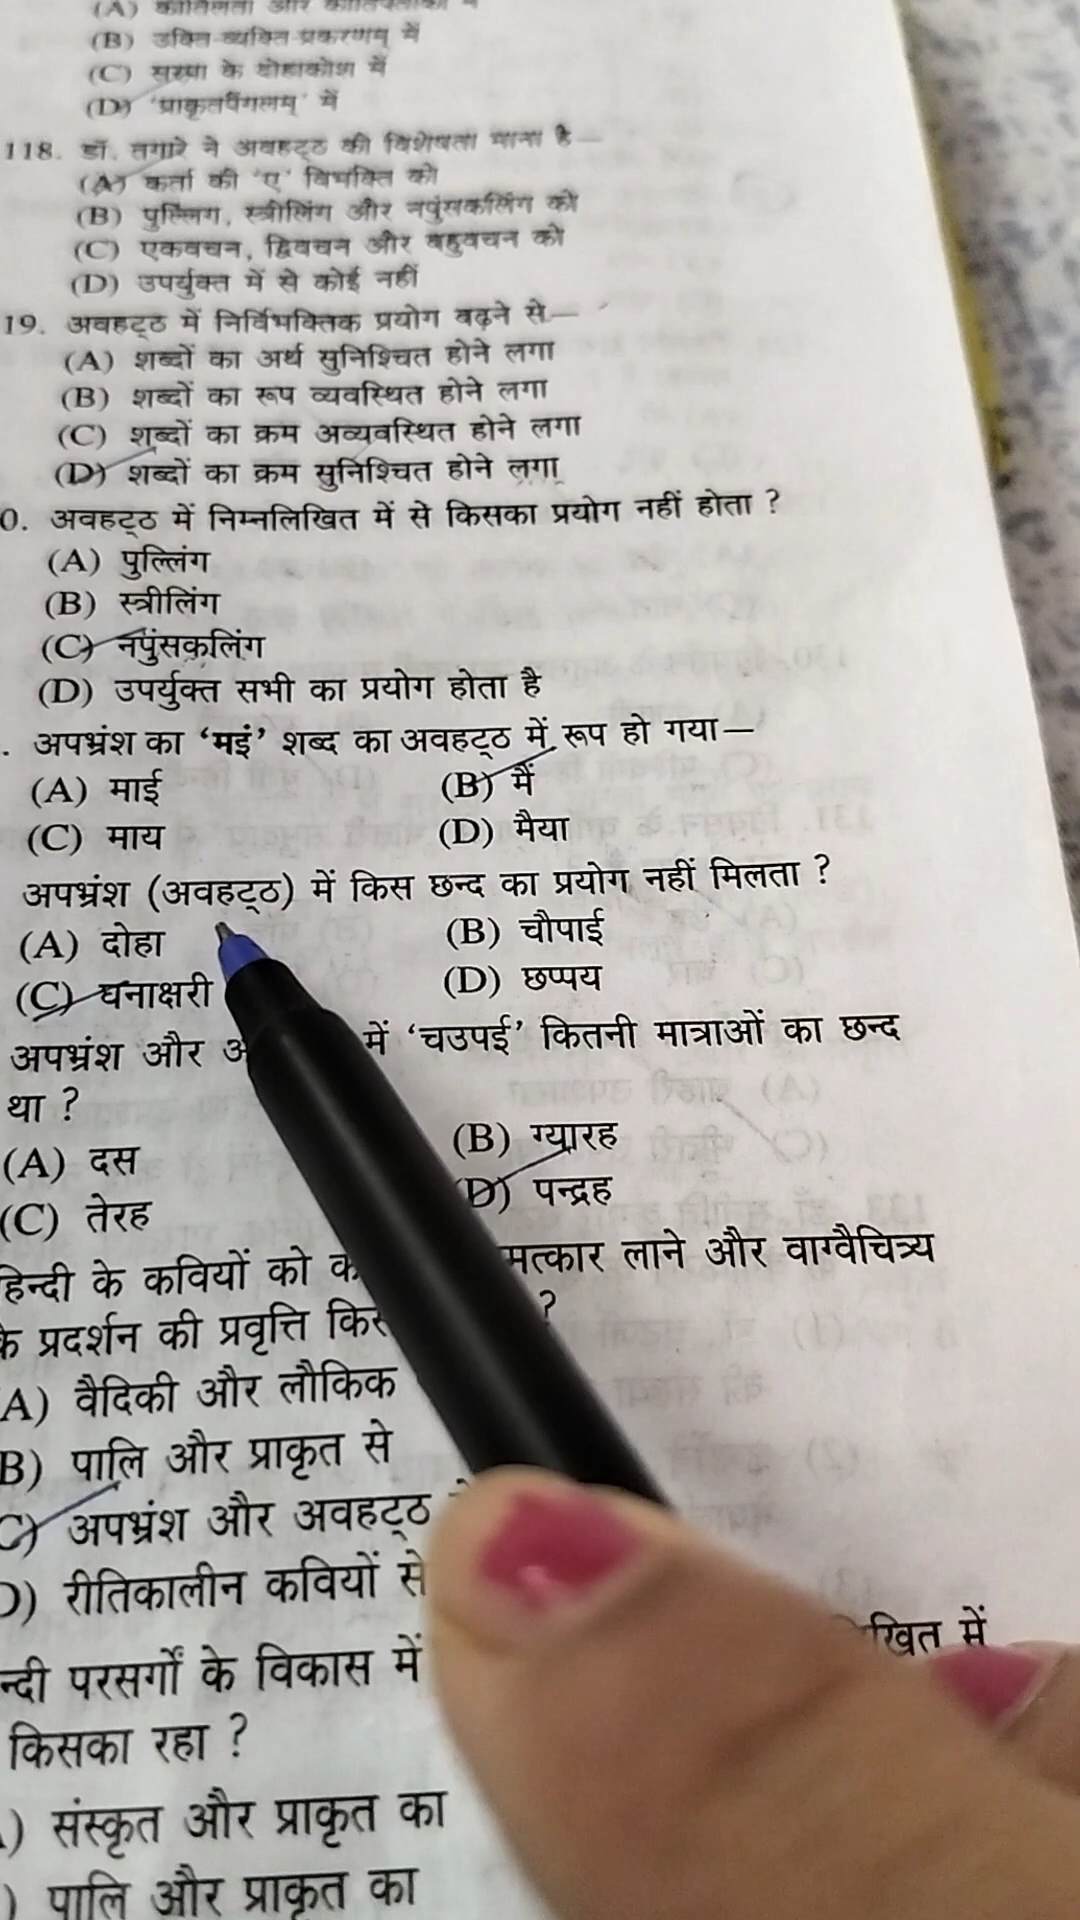 (B) उक्ति-व्यक्ति-प्रकरणम् में
(C) सरहपा के दोहाकोश में
(D) 'प्राकृतपैंगलम्' में
118. डॉ. तगारे ने अवहट्ठ की विशेषता माना है—
(A) कर्ता की 'ए' विभक्ति को
(B) पुल्लिंग, स्त्रीलिंग और नपुंसकलिंग को
(C) एकवचन, द्विवचन और बहुवचन को
(D) उपर्युक्त में से कोई नहीं
19. अवहट्ठ में निर्विभक्तिक प्रयोग बढ़ने से—
(A) शब्दों का अर्थ सुनिश्चित होने लगा
(B) शब्दों का रूप व्यवस्थित होने लगा
(C) शब्दों का क्रम अव्यवस्थित होने लगा
(D) शब्दों का क्रम सुनिश्चित होने लगा
0. अवहट्ठ में निम्नलिखित में से किसका प्रयोग नहीं होता ?
(A) पुल्लिंग
(B) स्त्रीलिंग
(C) नपुंसकलिंग
(D) उपर्युक्त सभी का प्रयोग होता है
. अपभ्रंश का 'मइं' शब्द का अवहट्ठ में रूप हो गया—
(A) माई (B) मैं
(C) माय (D) मैया
अपभ्रंश (अवहट्ठ) में किस छन्द का प्रयोग नहीं मिलता ?
(A) दोहा (B) चौपाई
(C) घनाक्षरी (D) छप्पय
अपभ्रंश और में 'चउपई' कितनी मात्राओं का छन्द
था ?
(A) दस (B) ग्यारह
(C) तेरह (D) पन्द्रह
हिन्दी के कवियों को लाने और वाग्वैचित्र्य
के प्रदर्शन की प्रवृत्ति ?
A) वैदिकी और लौकिक
B) पालि और प्राकृत से
C) अपभ्रंश और अवहट्ठ
D) रीतिकालीन कवियों से
न्दी परसर्गों के विकास में खित में
किसका रहा ?
) संस्कृत और प्राकृत का
) पालि और प्राकृत का